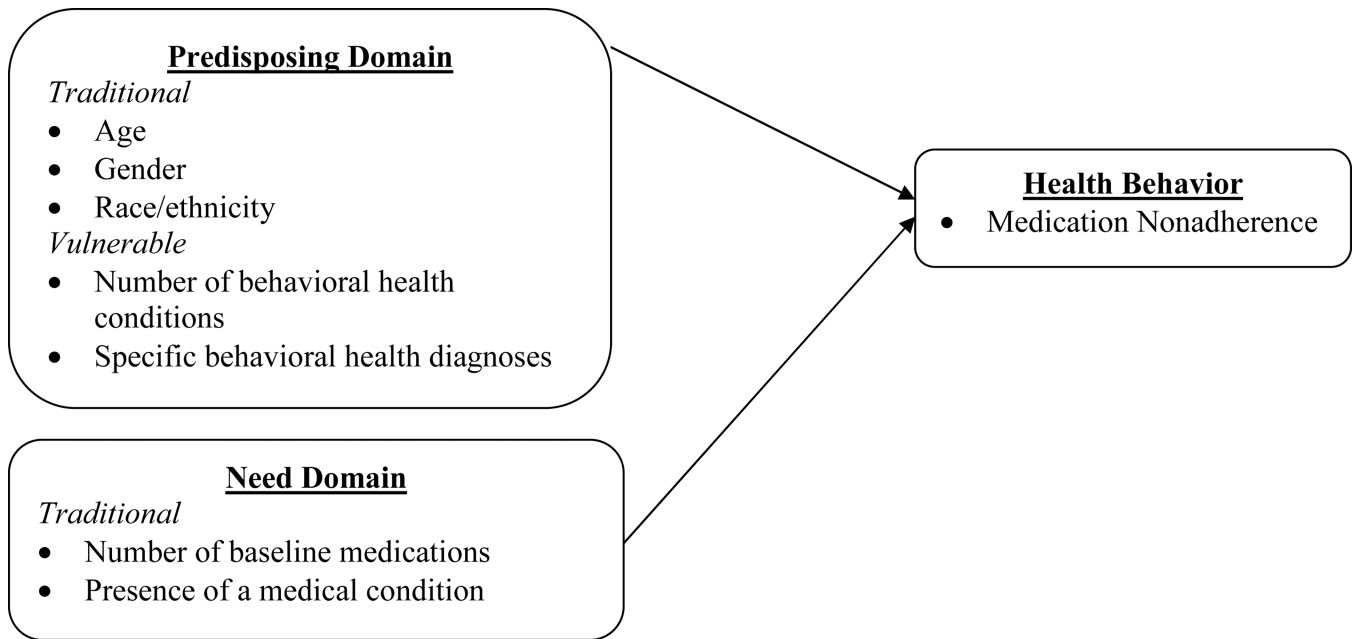 Predisposing Domain
Traditional
• Age
• Gender
• Race/ethnicity
Vulnerable
• Number of behavioral health
conditions
• Specific behavioral health diagnoses
Health Behavior
• Medication Nonadherence
Need Domain
Traditional
• Number of baseline medications
• Presence of a medical condition